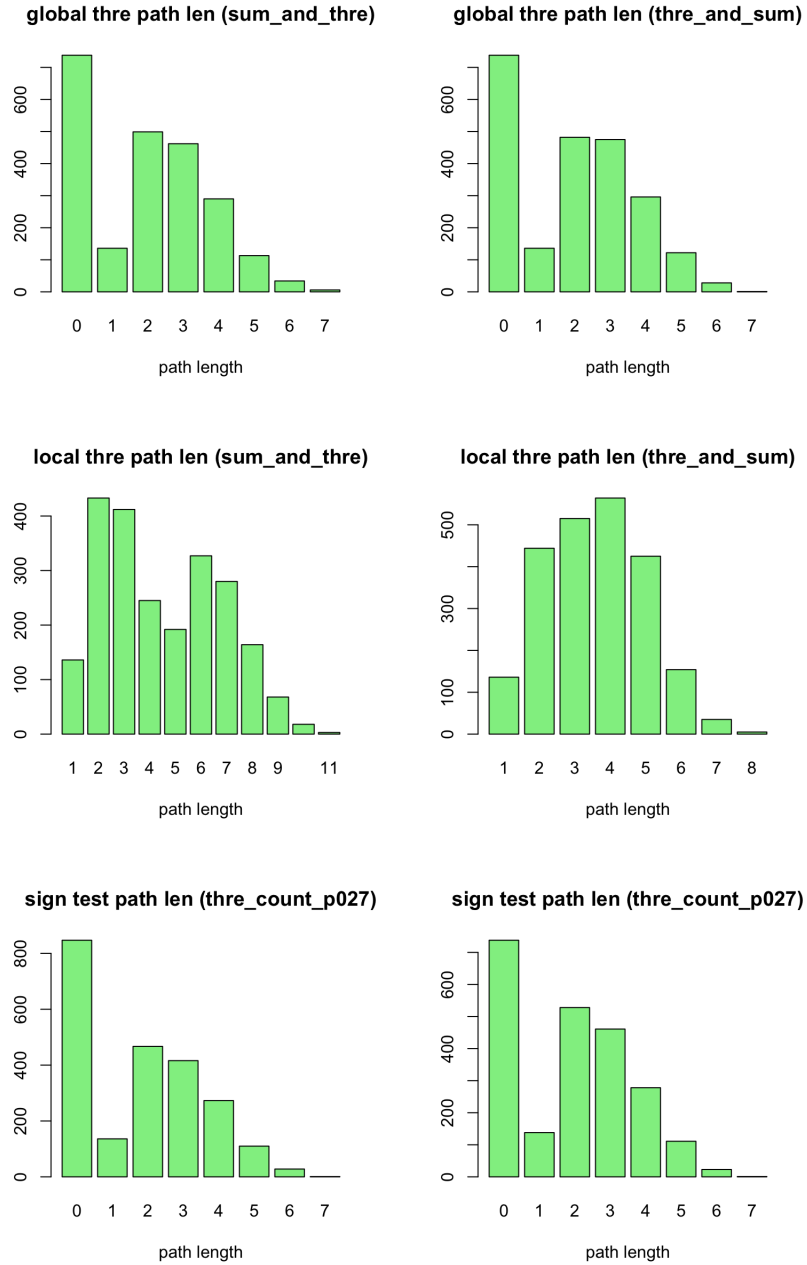 global thre path len (sum_and_thre)
600
400
200
0
0 1 2 3 4 5 6 7
path length
global thre path len (thre_and_sum)
600
400
200
0
0 1 2 3 4 5 6 7
path length
local thre path len (sum_and_thre)
400
300
200
100
0
1 2 3 4 5 6 7 8 9 11
path length
local thre path len (thre_and_sum)
500
300
100
0
1 2 3 4 5 6 7 8
path length
sign test path len (thre_count_p027)
800
600
400
200
0
0 1 2 3 4 5 6 7
path length
sign test path len (thre_count_p027)
600
400
200
0
0 1 2 3 4 5 6 7
path length